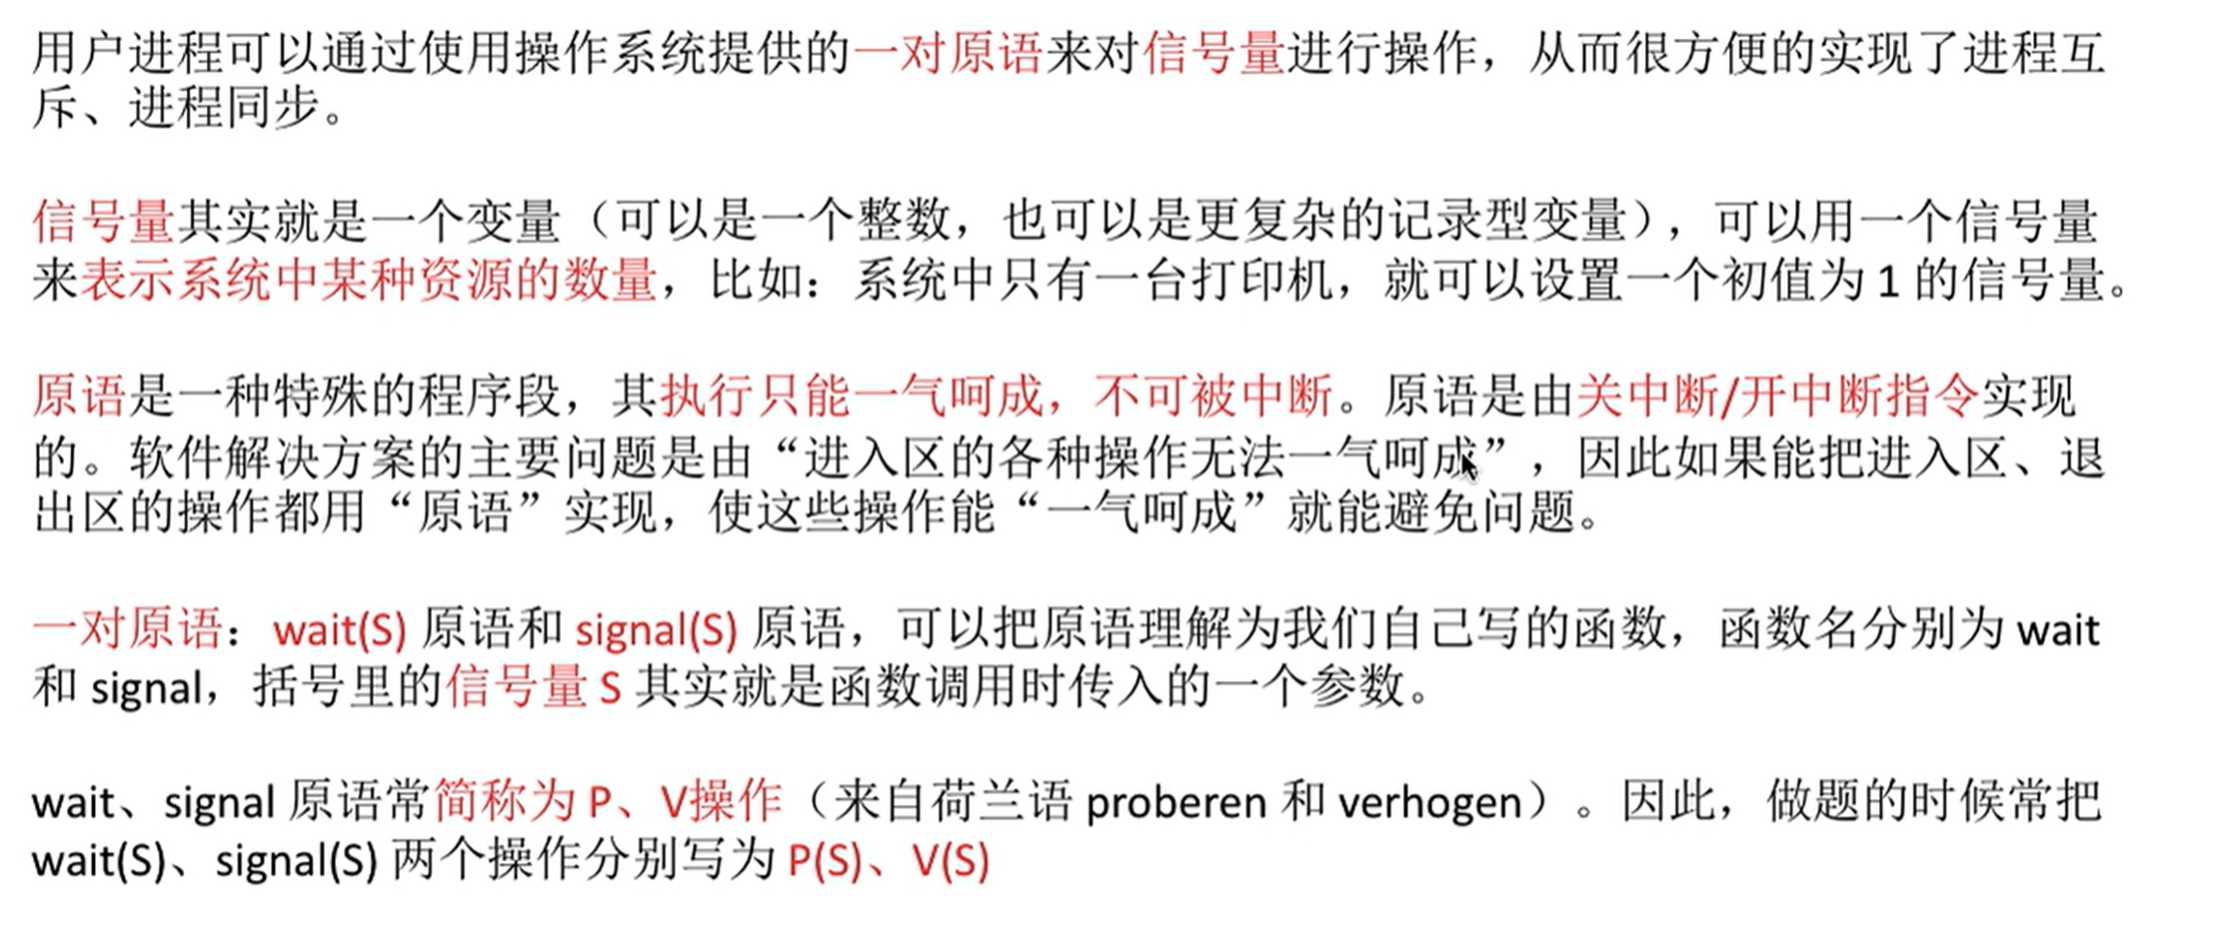 用户进程可以通过使用操作系统提供的一对原语来对信号量进行操作，从而很方便的实现了进程互
斥、进程同步。
信号量其实就是一个变量（可以是一个整数，也可以是更复杂的记录型变量），可以用一个信号量
来表示系统中某种资源的数量，比如：系统中只有一台打印机，就可以设置一个初值为 1 的信号量。
原语是一种特殊的程序段，其执行只能一气呵成，不可被中断。原语是由关中断/开中断指令实现
的。软件解决方案的主要问题是由“进入区的各种操作无法一气呵成”，因此如果能把进入区、退
出区的操作都用“原语”实现，使这些操作能“一气呵成”就能避免问题。
一对原语：wait(S) 原语和 signal(S) 原语，可以把原语理解为我们自己写的函数，函数名分别为 wait
和 signal，括号里的信号量 S 其实就是函数调用时传入的一个参数。
wait、signal 原语常简称为 P、V操作（来自荷兰语 proberen 和 verhogen）。因此，做题的时候常把
wait(S)、signal(S) 两个操作分别写为 P(S)、V(S)